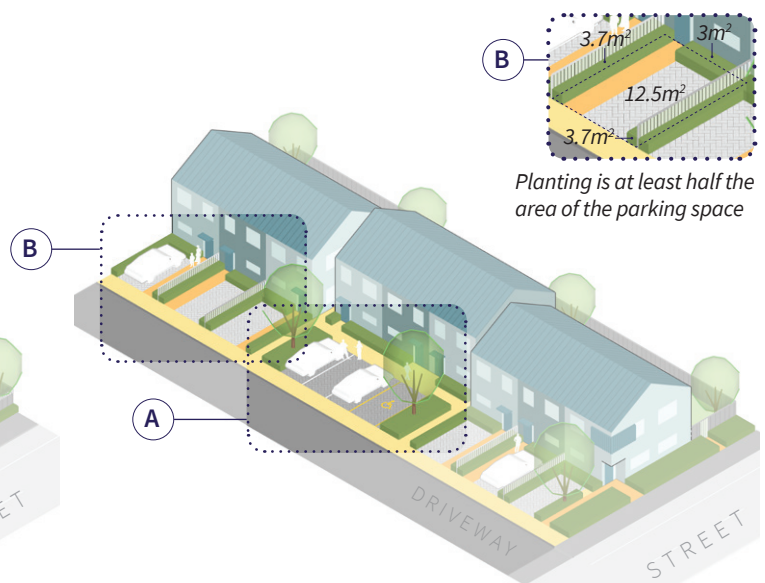 B
3.7m²
3m²
12.5m²
3.7m²
Planting is at least half the
area of the parking space
B
A
DRIVEWAY
STREET
ET